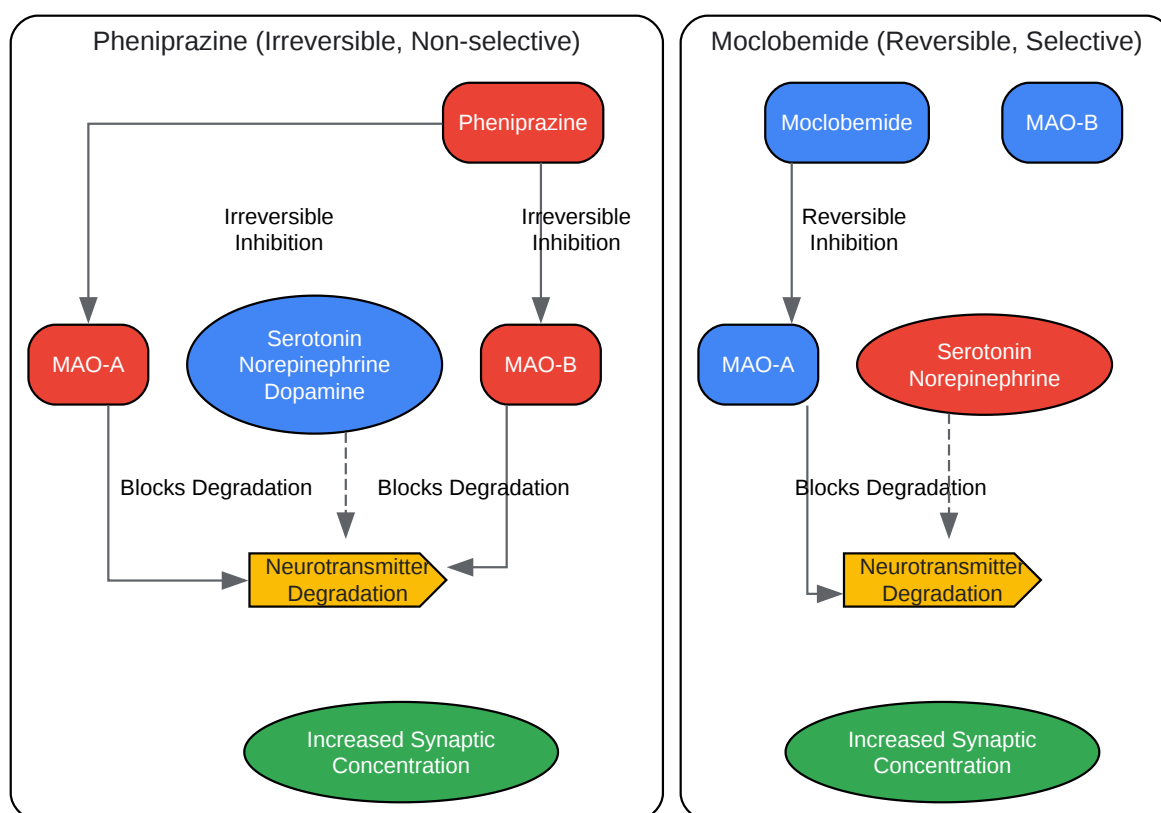 Pheniprazine (Irreversible, Non-selective)
Pheniprazine
Irreversible
Inhibition
Irreversible
Inhibition
MAO-A
Serotonin
Norepinephrine
Dopamine
MAO-B
Blocks Degradation
Blocks Degradation
Neurotransmitter
Degradation
Increased Synaptic
Concentration
Moclobemide (Reversible, Selective)
Moclobemide
MAO-B
Reversible
Inhibition
MAO-A
Serotonin
Norepinephrine
Blocks Degradation
Neurotransmitter
Degradation
Increased Synaptic
Concentration